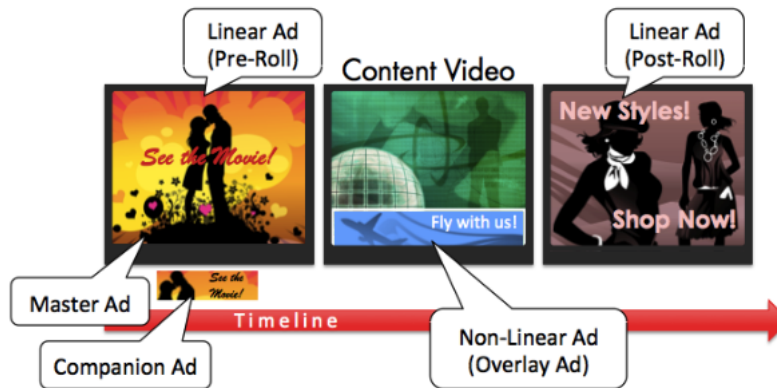 Linear Ad
(Pre-Roll)
Content Video
Linear Ad
(Post-Roll)
See the Movie!
Fly with us!
New Styles!
Shop Now!
Master Ad
See the
Movie!
Companion Ad
Timeline
Non-Linear Ad
(Overlay Ad)